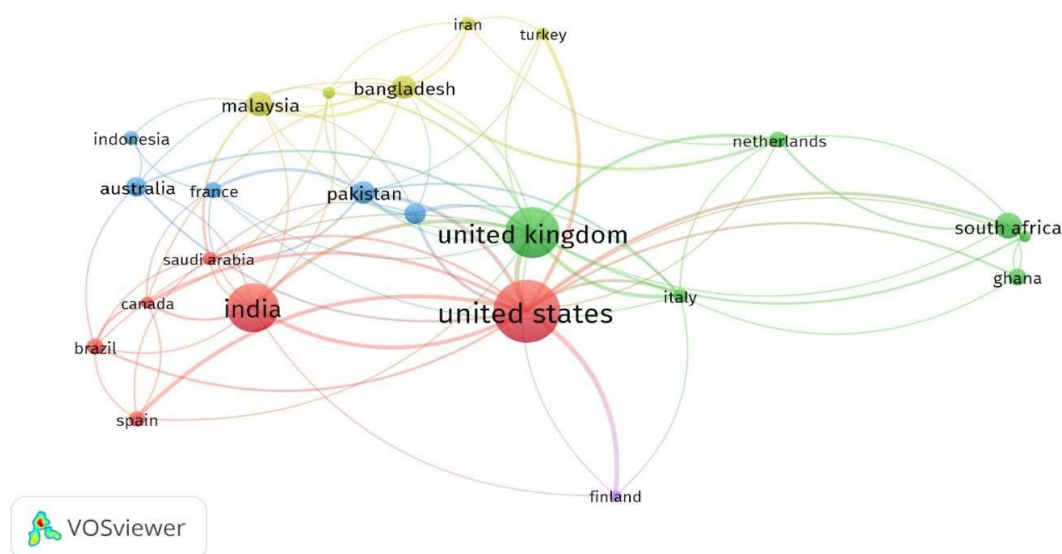 iran
turkey
bangladesh
malaysia
indonesia
netherlands
australia
france
pakistan
united kingdom
south africa
saudi arabia
ghana
italy
canada
india
united states
brazil
spain
finland
VOSviewer